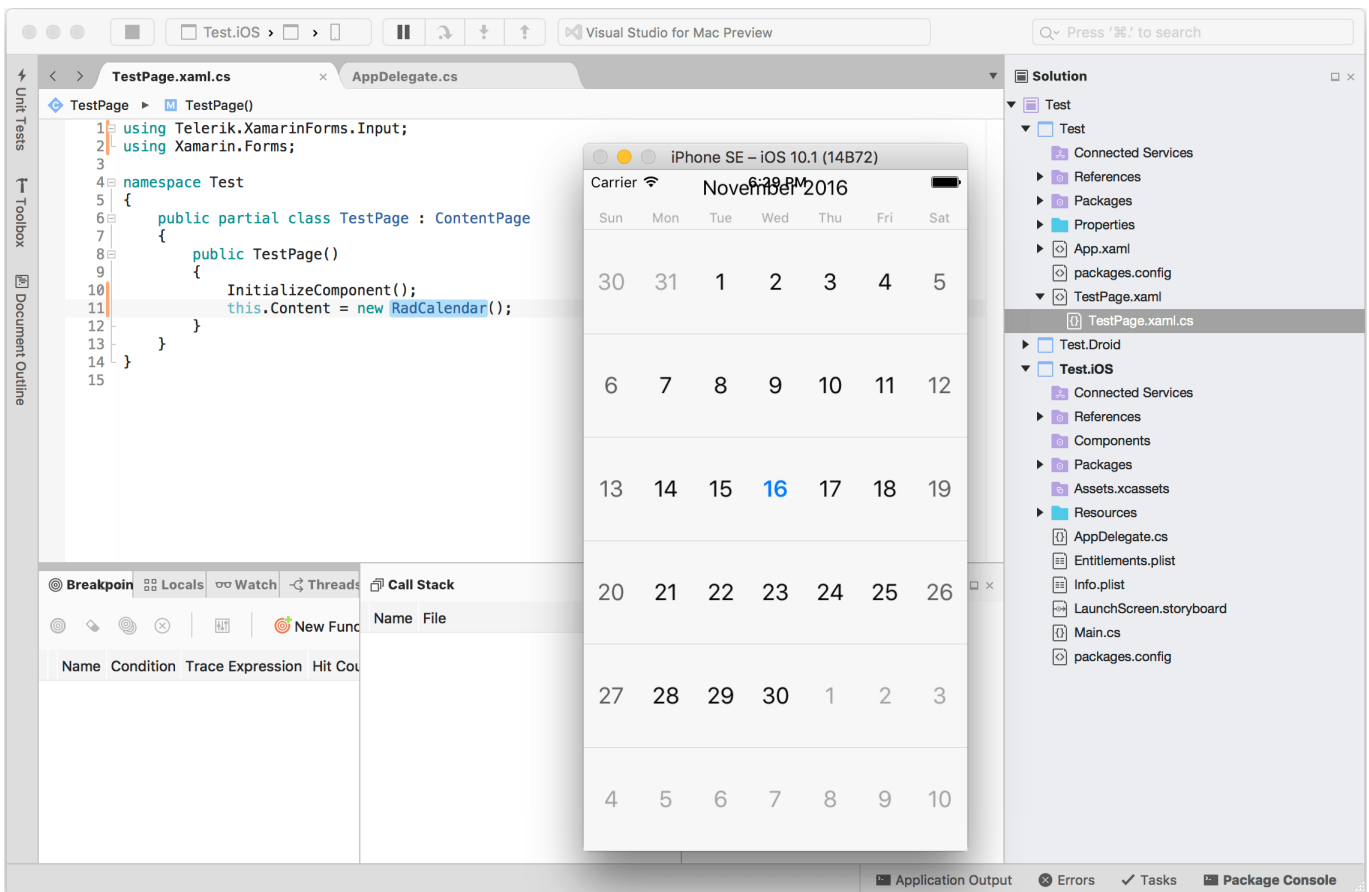 Test.iOS
Visual Studio for Mac Preview
Press '⌘.' to search
Unit Tests
Toolbox
Document Outline
TestPage.xaml.cs
AppDelegate.cs
TestPage
M TestPage()
1 using Telerik.XamarinForms.Input;
2 using Xamarin.Forms;
3
4 namespace Test
5 {
6 public partial class TestPage : ContentPage
7 {
8 public TestPage()
9 {
10 InitializeComponent();
11 this.Content = new RadCalendar();
12 }
13 }
14 }
15
Breakpoin
Locals
Watch
Threads
New Func
Name Condition Trace Expression Hit Cou
Call Stack
Name File
iPhone SE – iOS 10.1 (14B72)
Carrier 6:29 PM
November 2016
Sun Mon Tue Wed Thu Fri Sat
30 31 1 2 3 4 5
6 7 8 9 10 11 12
13 14 15 16 17 18 19
20 21 22 23 24 25 26
27 28 29 30 1 2 3
4 5 6 7 8 9 10
Solution
Test
Test
Connected Services
References
Packages
Properties
App.xaml
packages.config
TestPage.xaml
TestPage.xaml.cs
Test.Droid
Test.iOS
Connected Services
References
Components
Packages
Assets.xcassets
Resources
AppDelegate.cs
Entitlements.plist
Info.plist
LaunchScreen.storyboard
Main.cs
packages.config
Application Output
Errors
Tasks
Package Console